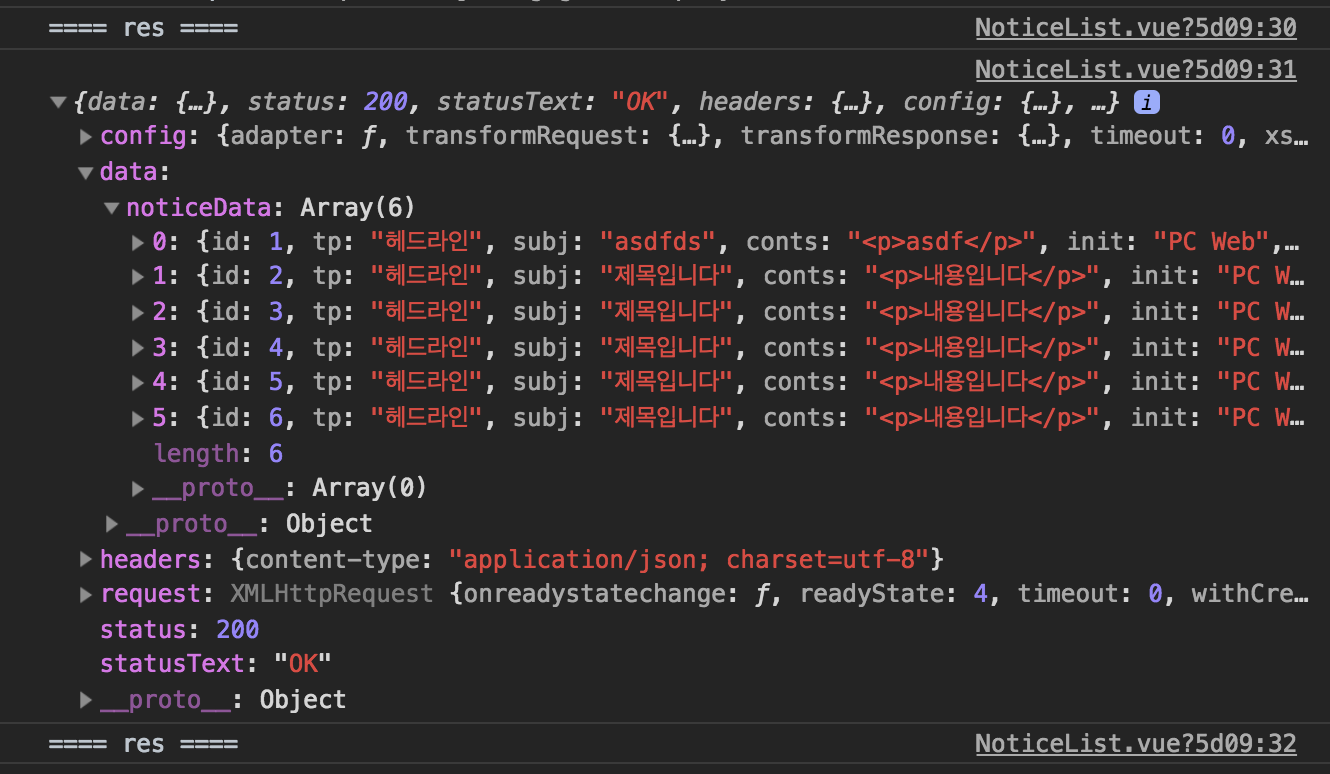 ==== res ==== NoticeList.vue?5d09:30
NoticeList.vue?5d09:31
▼{data: {…}, status: 200, statusText: "OK", headers: {…}, config: {…}, …} i
▶config: {adapter: ƒ, transformRequest: {…}, transformResponse: {…}, timeout: 0, xs…
▼data:
▼noticeData: Array(6)
▶0: {id: 1, tp: "헤드라인", subj: "asdfds", conts: "<p>asdf</p>", init: "PC Web",…
▶1: {id: 2, tp: "헤드라인", subj: "제목입니다", conts: "<p>내용입니다</p>", init: "PC W…
▶2: {id: 3, tp: "헤드라인", subj: "제목입니다", conts: "<p>내용입니다</p>", init: "PC W…
▶3: {id: 4, tp: "헤드라인", subj: "제목입니다", conts: "<p>내용입니다</p>", init: "PC W…
▶4: {id: 5, tp: "헤드라인", subj: "제목입니다", conts: "<p>내용입니다</p>", init: "PC W…
▶5: {id: 6, tp: "헤드라인", subj: "제목입니다", conts: "<p>내용입니다</p>", init: "PC W…
length: 6
▶__proto__: Array(0)
▶__proto__: Object
▶headers: {content-type: "application/json; charset=utf-8"}
▶request: XMLHttpRequest {onreadystatechange: ƒ, readyState: 4, timeout: 0, withCre…
status: 200
statusText: "OK"
▶__proto__: Object
==== res ==== NoticeList.vue?5d09:32